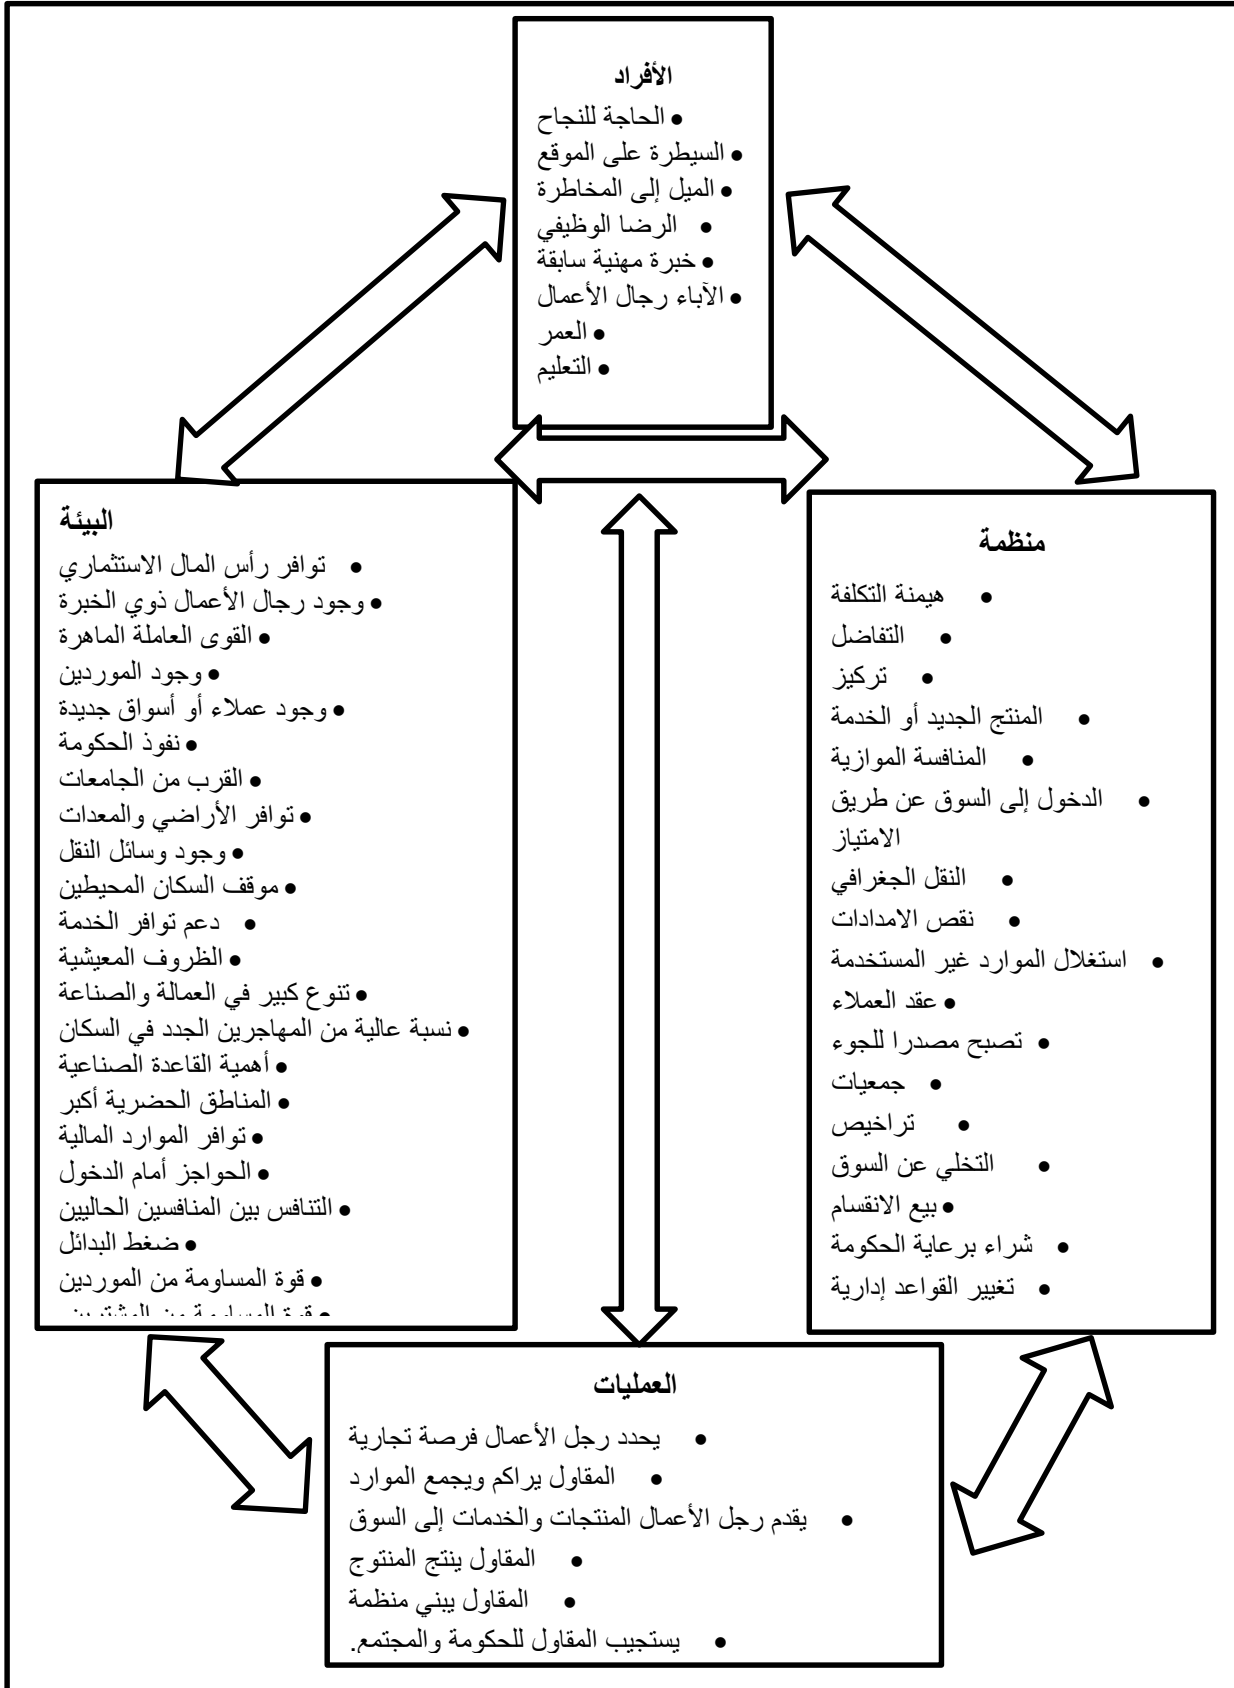 الأفراد
• الحاجة للنجاح
• السيطرة على الموقع
• الميل إلى المخاطرة
• الرضا الوظيفي
• خبرة مهنية سابقة
• الآباء رجال الأعمال
• العمر
• التعليم
البيئة
• توافر رأس المال الاستثماري
• وجود رجال الأعمال ذوي الخبرة
• القوى العاملة الماهرة
• وجود الموردين
• وجود عملاء أو أسواق جديدة
• نفوذ الحكومة
• القرب من الجامعات
• توافر الأراضي والمعدات
• وجود وسائل النقل
• موقف السكان المحيطين
• دعم توافر الخدمة
• الظروف المعيشية
• تنوع كبير في العمالة والصناعة
• نسبة عالية من المهاجرين الجدد في السكان
• أهمية القاعدة الصناعية
• المناطق الحضرية أكبر
• توافر الموارد المالية
• الحواجز أمام الدخول
• التنافس بين المنافسين الحاليين
• ضغط البدائل
• قوة المساومة من الموردين
• قوة المساومة من المشترين
منظمة
• هيمنة التكلفة
• التفاضل
• تركيز
• المنتج الجديد أو الخدمة
• المنافسة الموازية
• الدخول إلى السوق عن طريق
الامتياز
• النقل الجغرافي
• نقص الامدادات
• استغلال الموارد غير المستخدمة
• عقد العملاء
• تصبح مصدرا للجوء
• جمعيات
• تراخيص
• التخلي عن السوق
• بيع الانقسام
• شراء برعاية الحكومة
• تغيير القواعد إدارية
العمليات
• يحدد رجل الأعمال فرصة تجارية
• المقاول يراكم ويجمع الموارد
• يقدم رجل الأعمال المنتجات والخدمات إلى السوق
• المقاول ينتج المنتوج
• المقاول يبني منظمة
• يستجيب المقاول للحكومة والمجتمع.